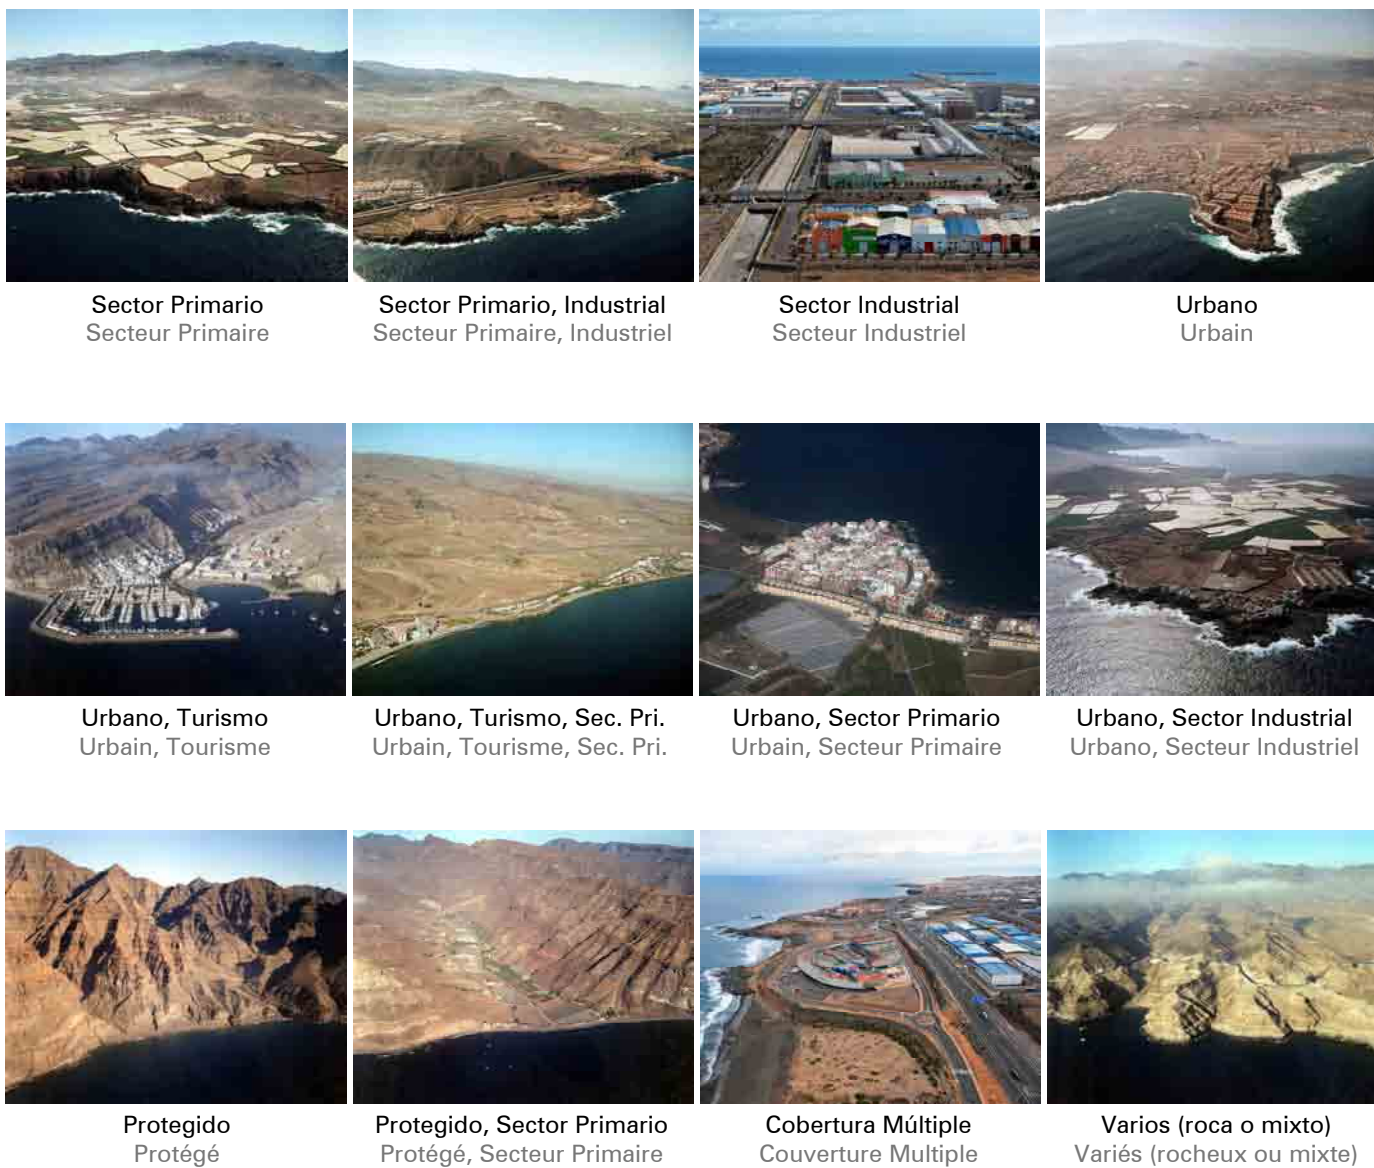 Sector Primario
Secteur Primaire
Sector Primario, Industrial
Secteur Primaire, Industriel
Sector Industrial
Secteur Industriel
Urbano
Urbain
Urbano, Turismo
Urbain, Tourisme
Urbano, Turismo, Sec. Pri.
Urbain, Tourisme, Sec. Pri.
Urbano, Sector Primario
Urbain, Secteur Primaire
Urbano, Sector Industrial
Urbano, Secteur Industriel
Protegido
Protégé
Protegido, Sector Primario
Protégé, Secteur Primaire
Cobertura Múltiple
Couverture Multiple
Varios (roca o mixto)
Variés (rocheux ou mixte)